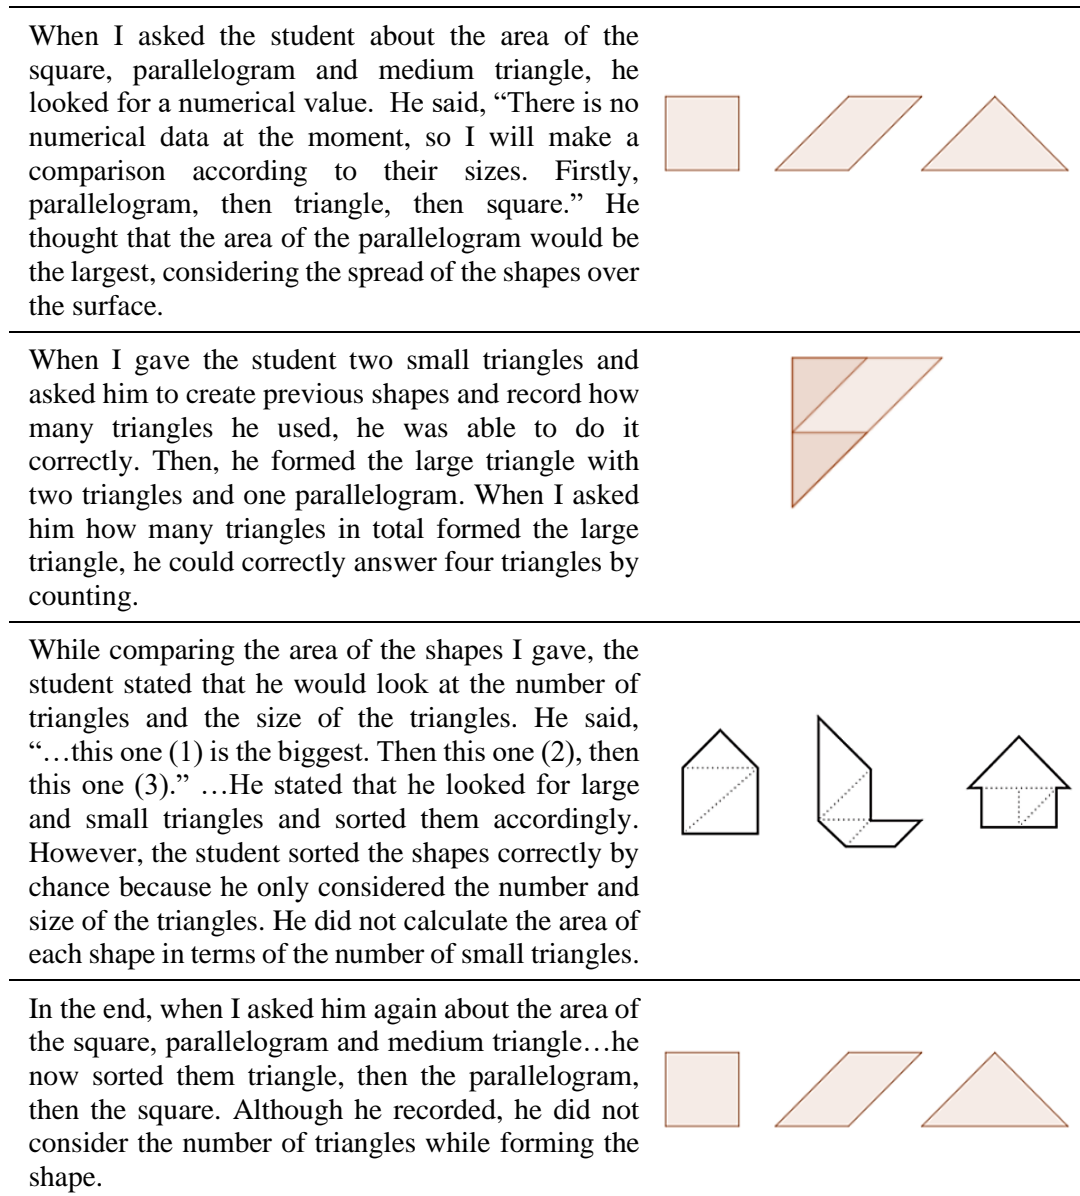 When I asked the student about the area of the
square, parallelogram and medium triangle, he
looked for a numerical value. He said, “There is no
numerical data at the moment, so I will make a
comparison according to their sizes. Firstly,
parallelogram, then triangle, then square.” He
thought that the area of the parallelogram would be
the largest, considering the spread of the shapes over
the surface.
When I gave the student two small triangles and
asked him to create previous shapes and record how
many triangles he used, he was able to do it
correctly. Then, he formed the large triangle with
two triangles and one parallelogram. When I asked
him how many triangles in total formed the large
triangle, he could correctly answer four triangles by
counting.
While comparing the area of the shapes I gave, the
student stated that he would look at the number of
triangles and the size of the triangles. He said,
“…this one (1) is the biggest. Then this one (2), then
this one (3).” …He stated that he looked for large
and small triangles and sorted them accordingly.
However, the student sorted the shapes correctly by
chance because he only considered the number and
size of the triangles. He did not calculate the area of
each shape in terms of the number of small triangles.
In the end, when I asked him again about the area of
the square, parallelogram and medium triangle…he
now sorted them triangle, then the parallelogram,
then the square. Although he recorded, he did not
consider the number of triangles while forming the
shape.